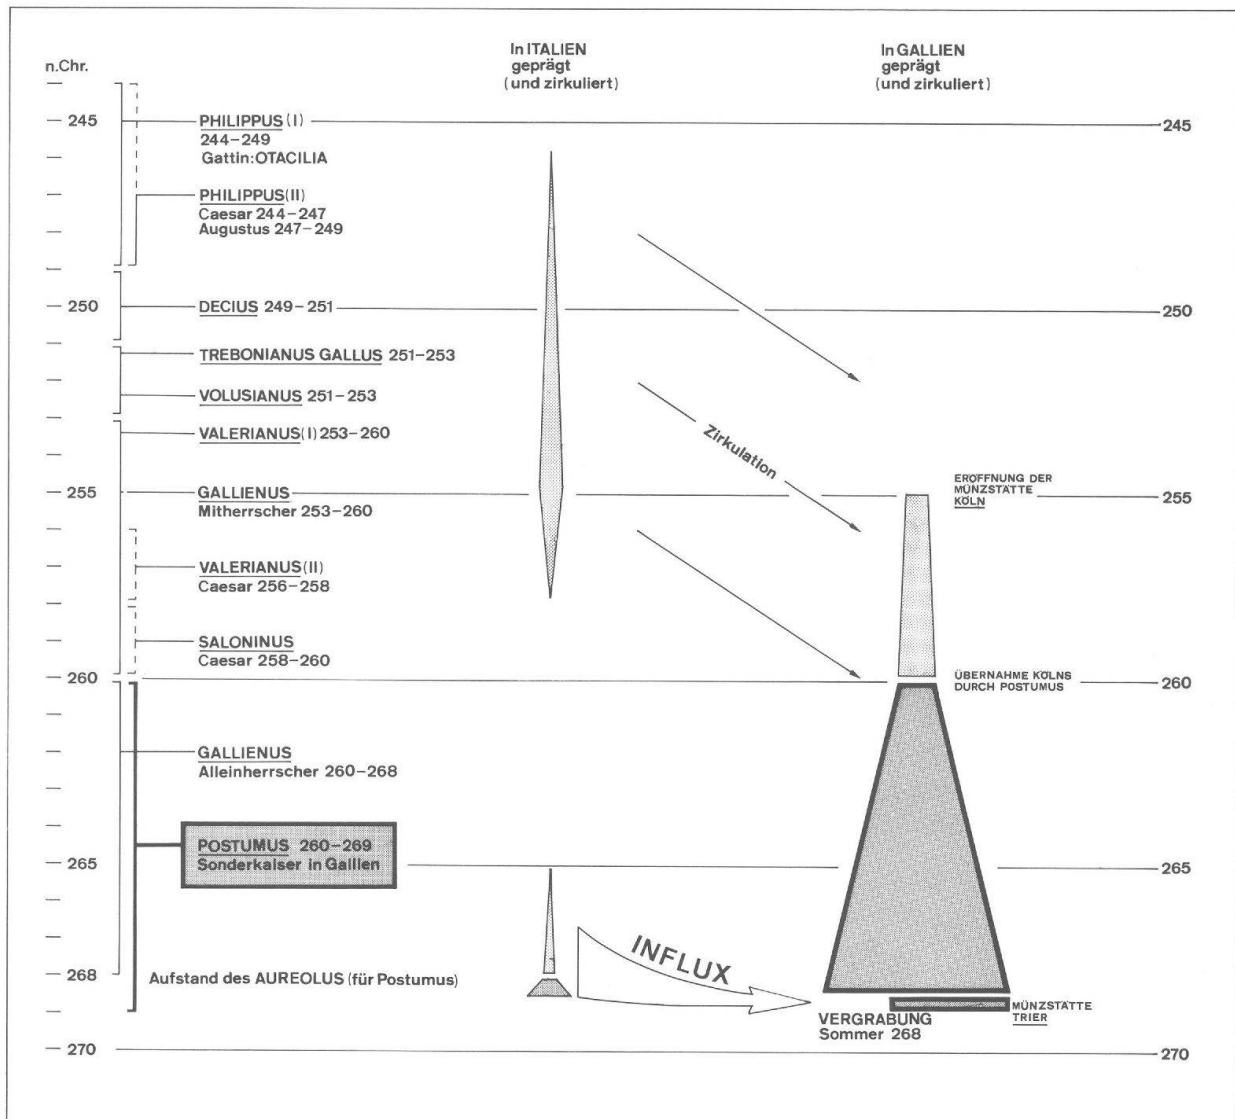 In ITALIEN
geprägt
(und zirkuliert)
In GALLIEN
geprägt
(und zirkuliert)
n.Chr.
245
PHILIPPUS (I)
244–249
Gattin: OTACILIA
245
PHILIPPUS (II)
Caesar 244–247
Augustus 247–249
250
DECIUS 249–251
250
TREBONIANUS GALLUS 251–253
VOLUSIANUS 251–253
VALERIANUS (I) 253–260
Zirkulation
255
GALLIENUS
Mitherrscher 253–260
ERÖFFNUNG DER
MÜNZSTÄTTE
KÖLN
255
VALERIANUS (II)
Caesar 256–258
SALONINUS
Caesar 258–260
260
ÜBERNAHME KÖLNS
DURCH POSTUMUS
260
GALLIENUS
Alleinherrscher 260–268
POSTUMUS 260–269
Sonderkaiser in Gallien
265
265
INFLUX
268
Aufstand des AUREOLUS (für Postumus)
VERGRABUNG
Sommer 268
MÜNZSTÄTTE
TRIER
270
270